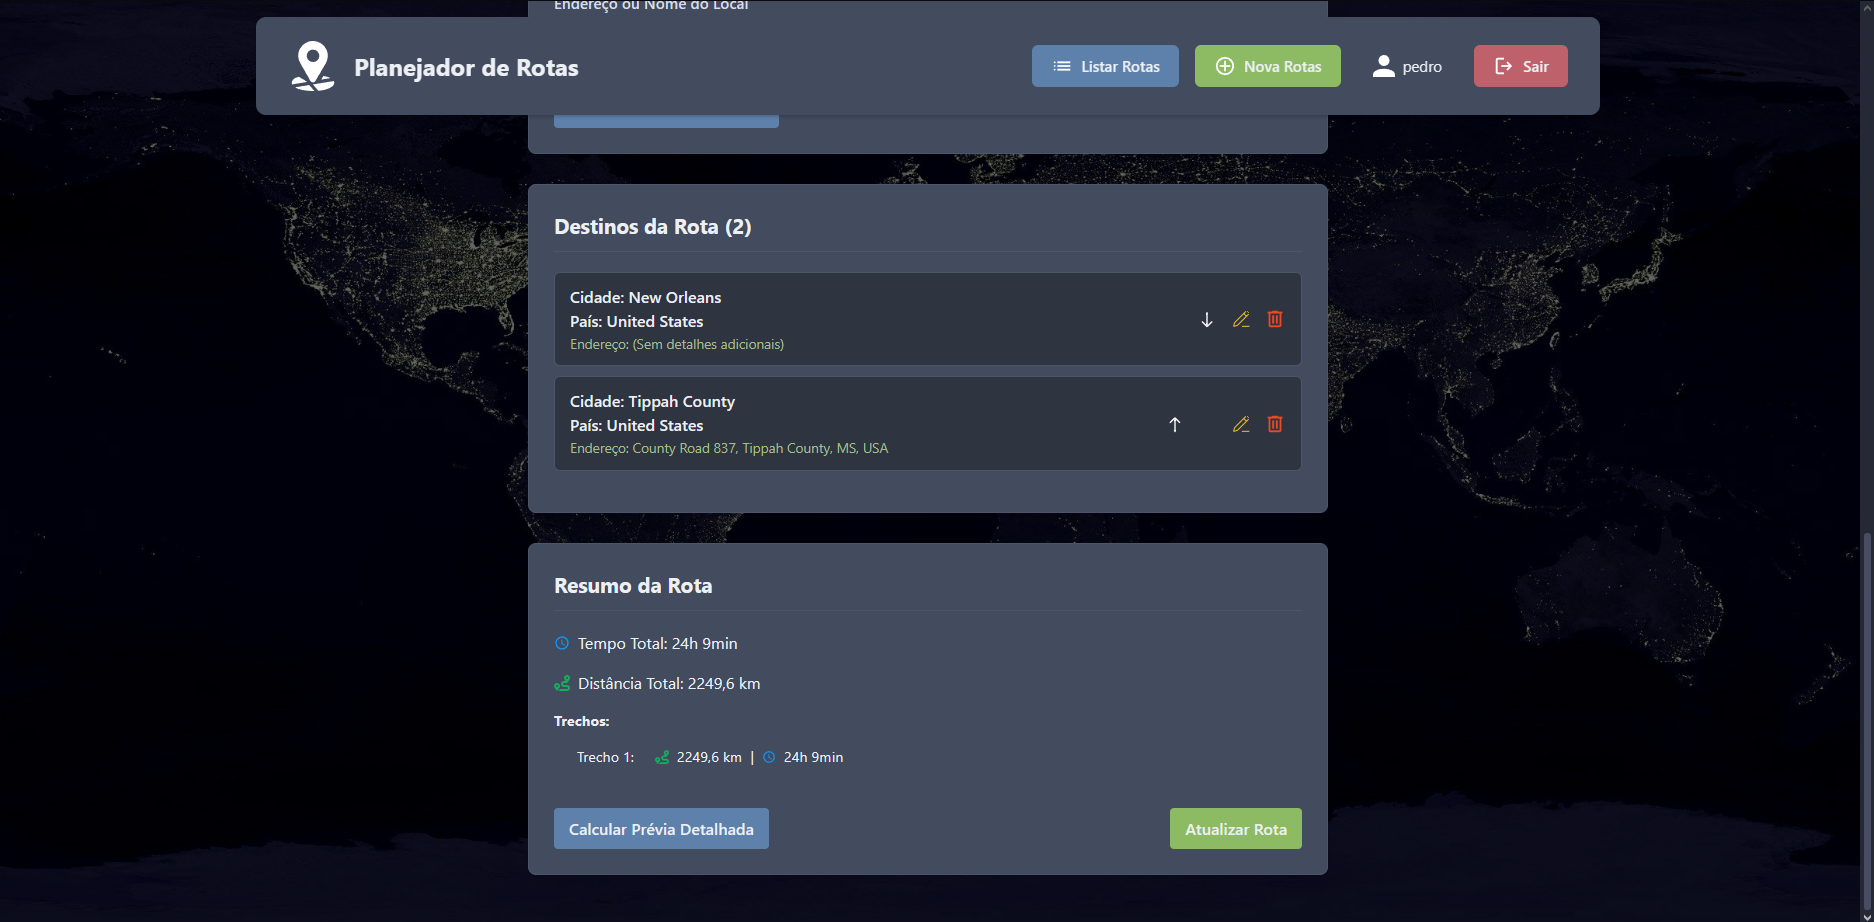 Endereço ou Nome do Local
Planejador de Rotas
Listar Rotas
Nova Rotas
pedro
Sair
Destinos da Rota (2)
Cidade: New Orleans
País: United States
Endereço: (Sem detalhes adicionais)
Cidade: Tippah County
País: United States
Endereço: County Road 837, Tippah County, MS, USA
Resumo da Rota
Tempo Total: 24h 9min
Distância Total: 2249,6 km
Trechos:
Trecho 1: 2249,6 km | 24h 9min
Calcular Prévia Detalhada
Atualizar Rota